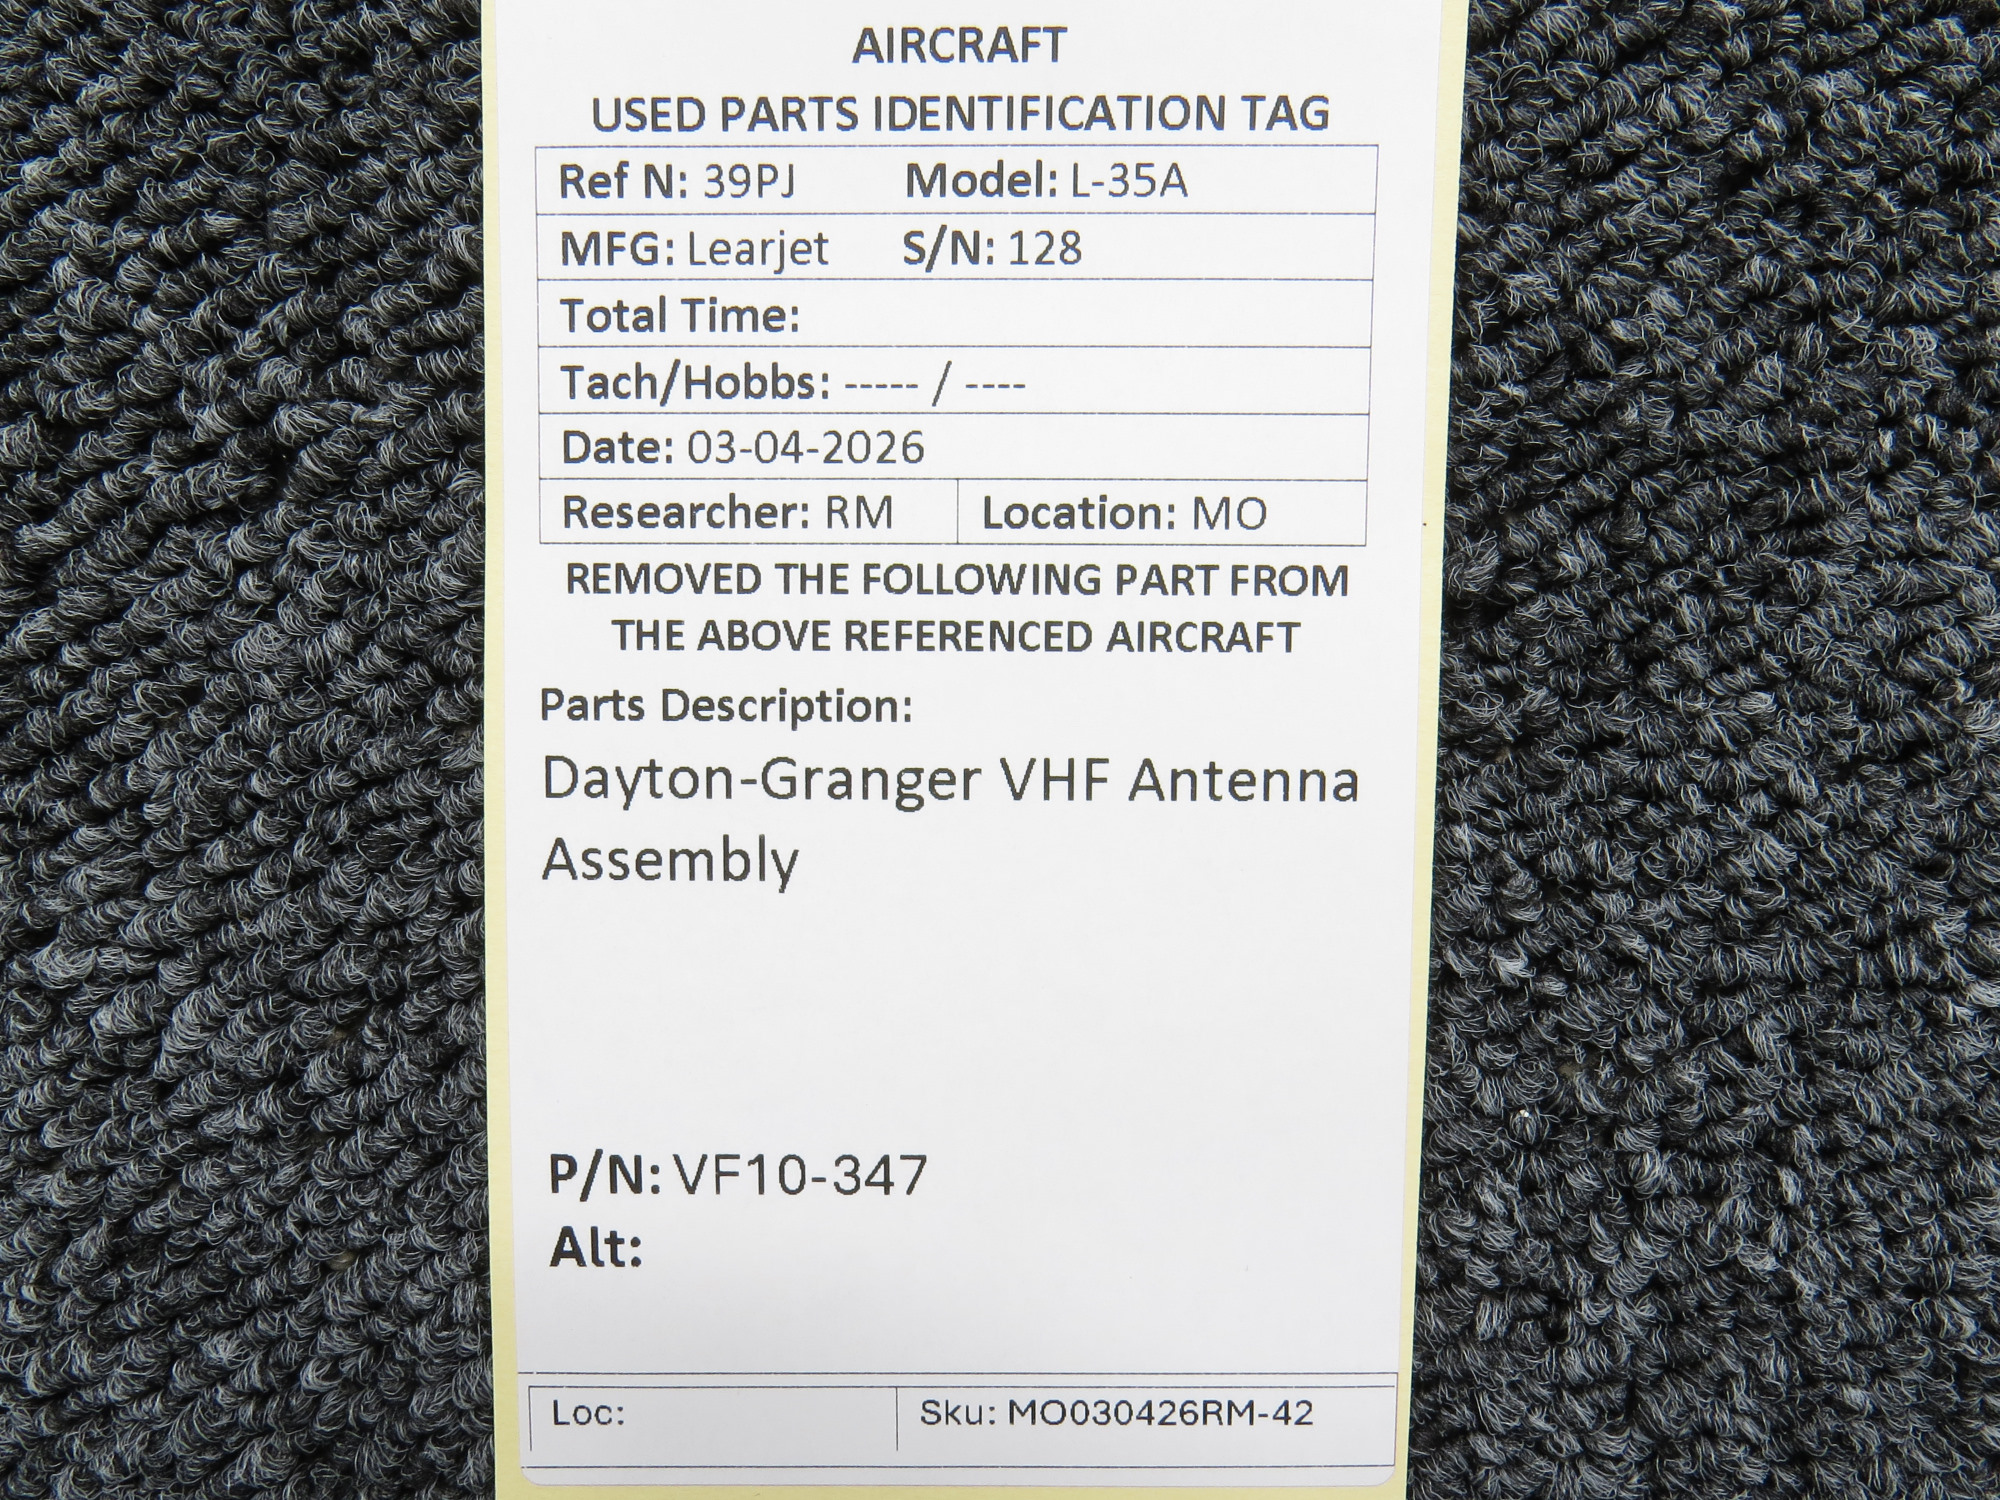 AIRCRAFT
USED PARTS IDENTIFICATION TAG
Ref N: 39PJ Model: L-35A
MFG: Learjet S/N: 128
Total Time:
Tach/Hobbs: ----- / ----
Date: 03-04-2026
Researcher: RM Location: MO
REMOVED THE FOLLOWING PART FROM
THE ABOVE REFERENCED AIRCRAFT
Parts Description:
Dayton-Granger VHF Antenna
Assembly
P/N: VF10-347
Alt:
Loc: Sku: MO030426RM-42